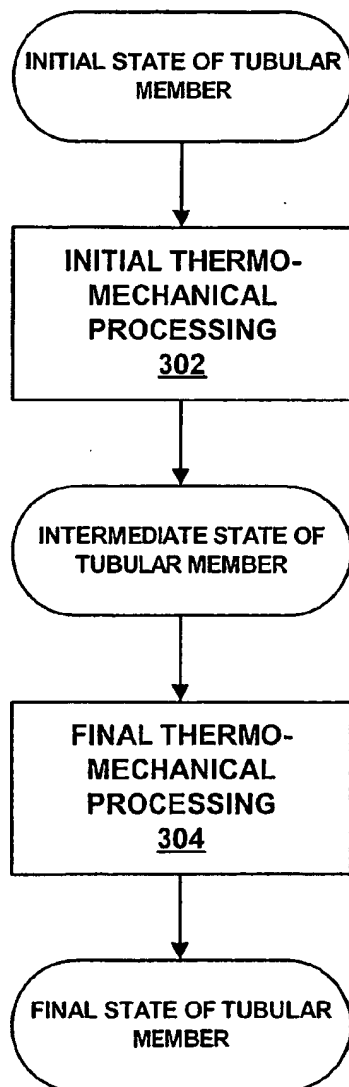 INITIAL STATE OF TUBULAR
MEMBER
INITIAL THERMO-
MECHANICAL
PROCESSING
302
INTERMEDIATE STATE OF
TUBULAR MEMBER
FINAL THERMO-
MECHANICAL
PROCESSING
304
FINAL STATE OF TUBULAR
MEMBER